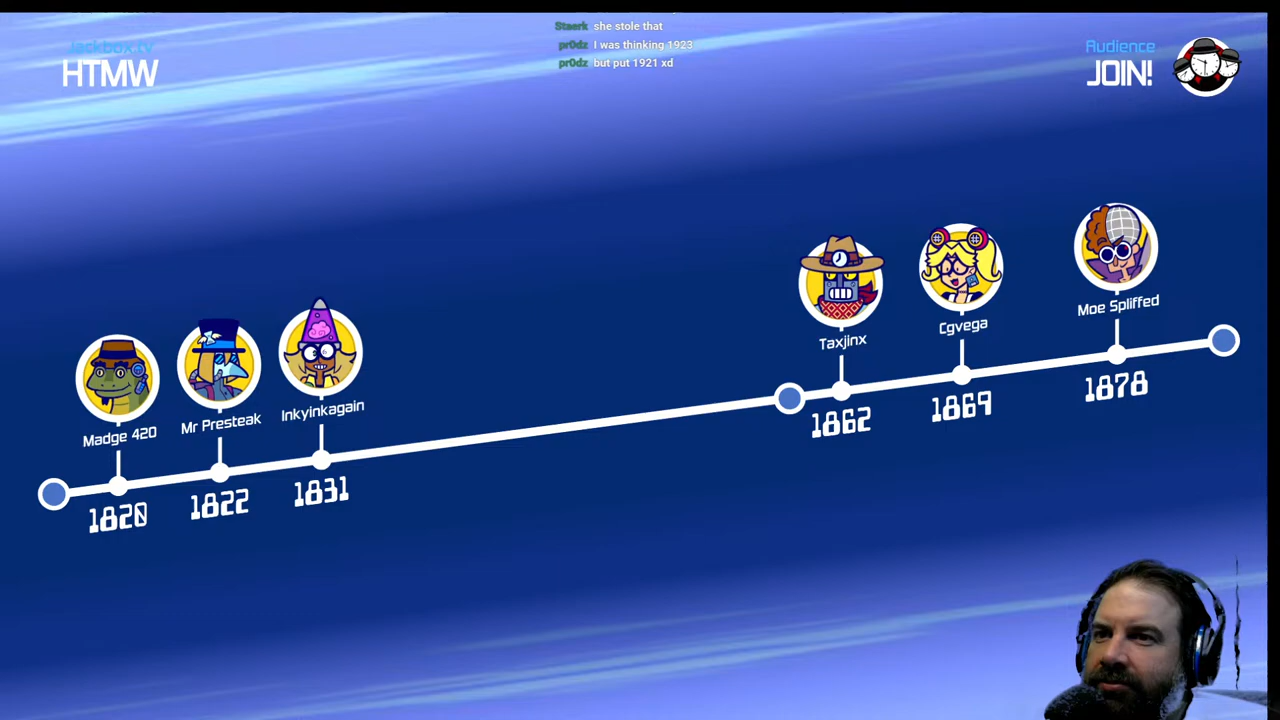 Staerk she stole that
pr0dz I was thinking 1923
pr0dz but put 1921 xd
jackbox.tv
HTMW
Audience
JOIN!
Madge 420
1820
Mr Presteak
1822
Inkyinkagain
1831
Taxjinx
1862
Cgvega
1869
Moe Spliffed
1878